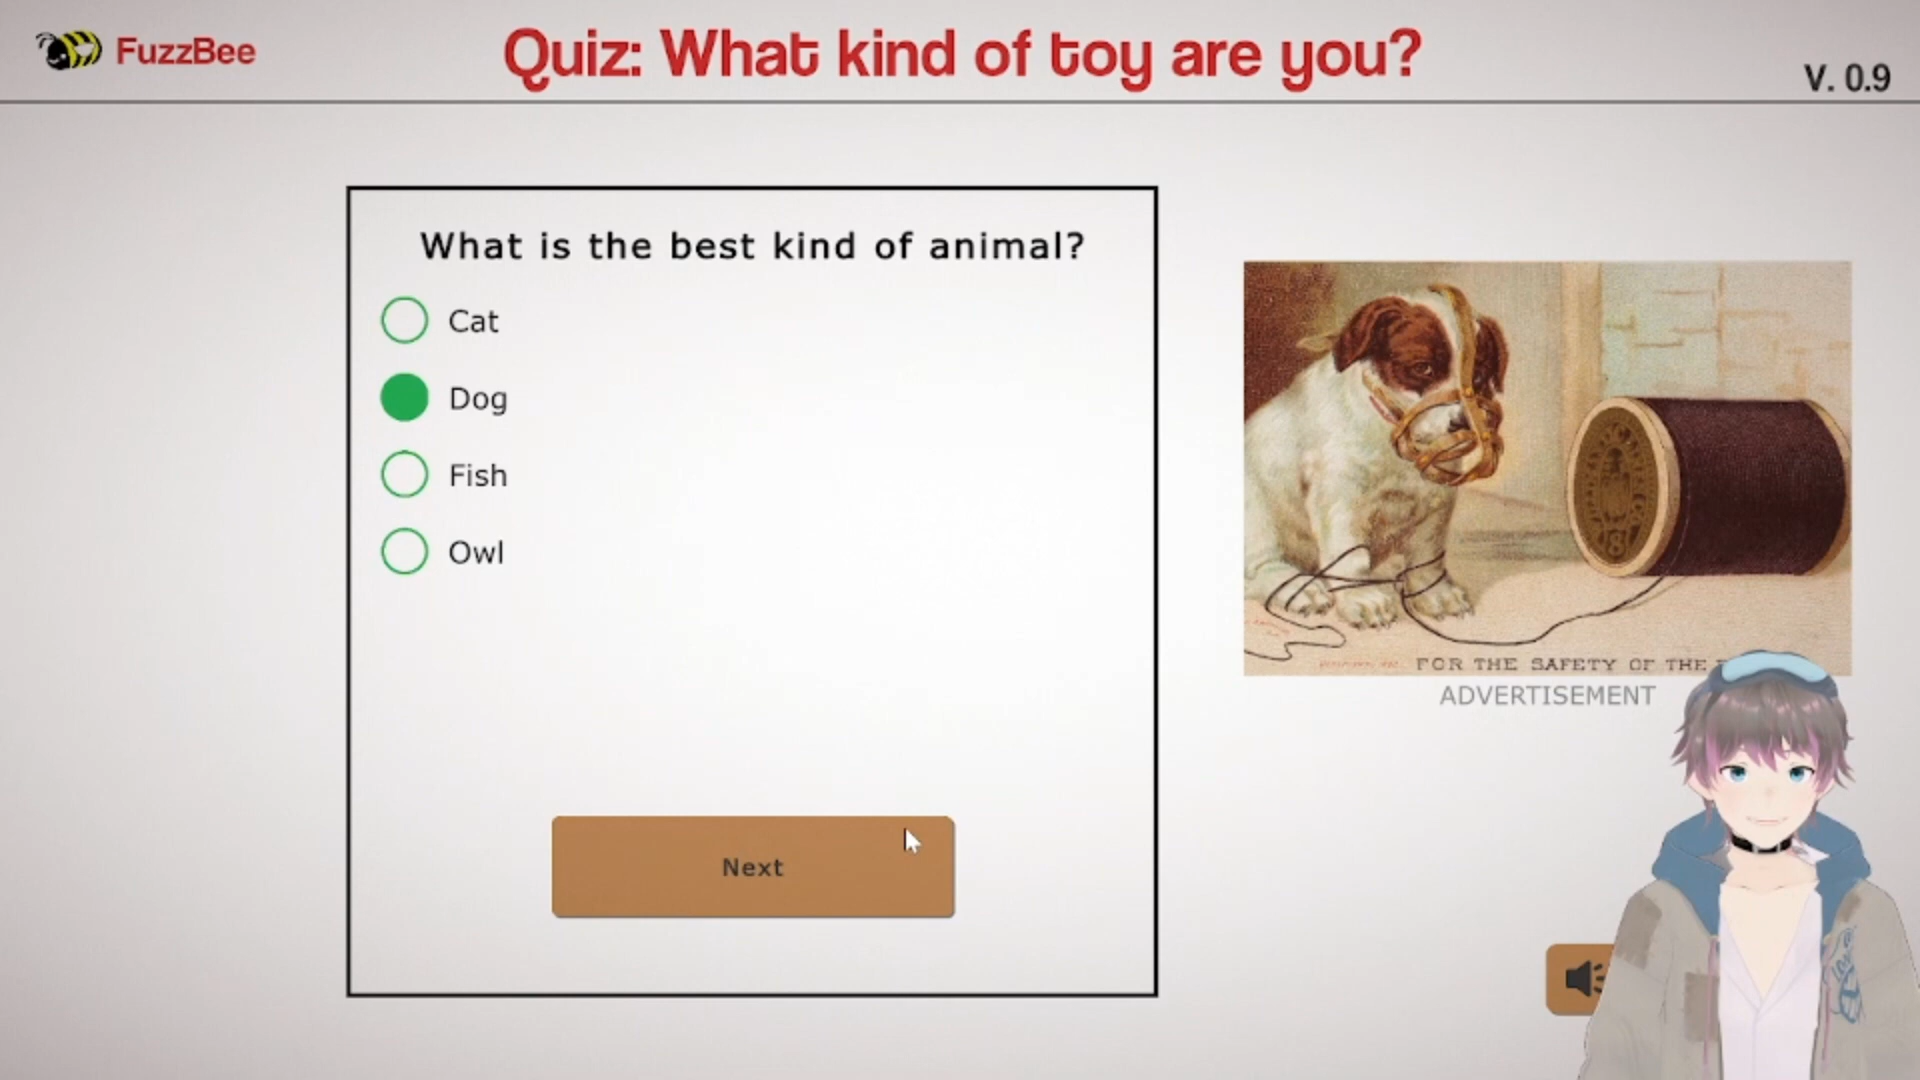 FuzzBee
Quiz: What kind of toy are you?
V. 0.9
What is the best kind of animal?
Cat
Dog
Fish
Owl
Next
FOR THE SAFETY OF THE
ADVERTISEMENT